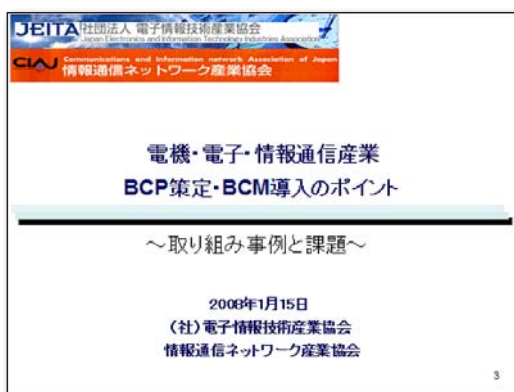 JEITA 社団法人 電子情報技術産業協会
Japan Electronics and Information Technology Industries Association
CIAJ Communications and Information network Association of Japan
情報通信ネットワーク産業協会
電機・電子・情報通信産業
BCP策定・BCM導入のポイント
～取り組み事例と課題～
2008年1月15日
（社）電子情報技術産業協会
情報通信ネットワーク産業協会
3